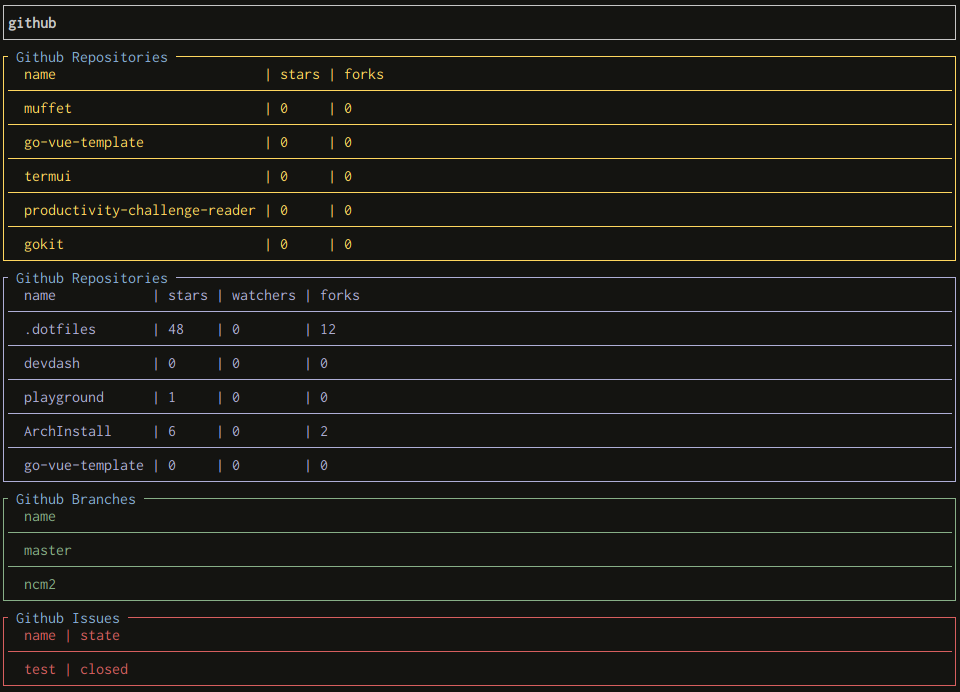 github
Github Repositories
name | stars | forks
muffet | 0 | 0
go-vue-template | 0 | 0
termui | 0 | 0
productivity-challenge-reader | 0 | 0
gokit | 0 | 0
Github Repositories
name | stars | watchers | forks
.dotfiles | 48 | 0 | 12
devdash | 0 | 0 | 0
playground | 1 | 0 | 0
ArchInstall | 6 | 0 | 2
go-vue-template | 0 | 0 | 0
Github Branches
name
master
ncm2
Github Issues
name | state
test | closed